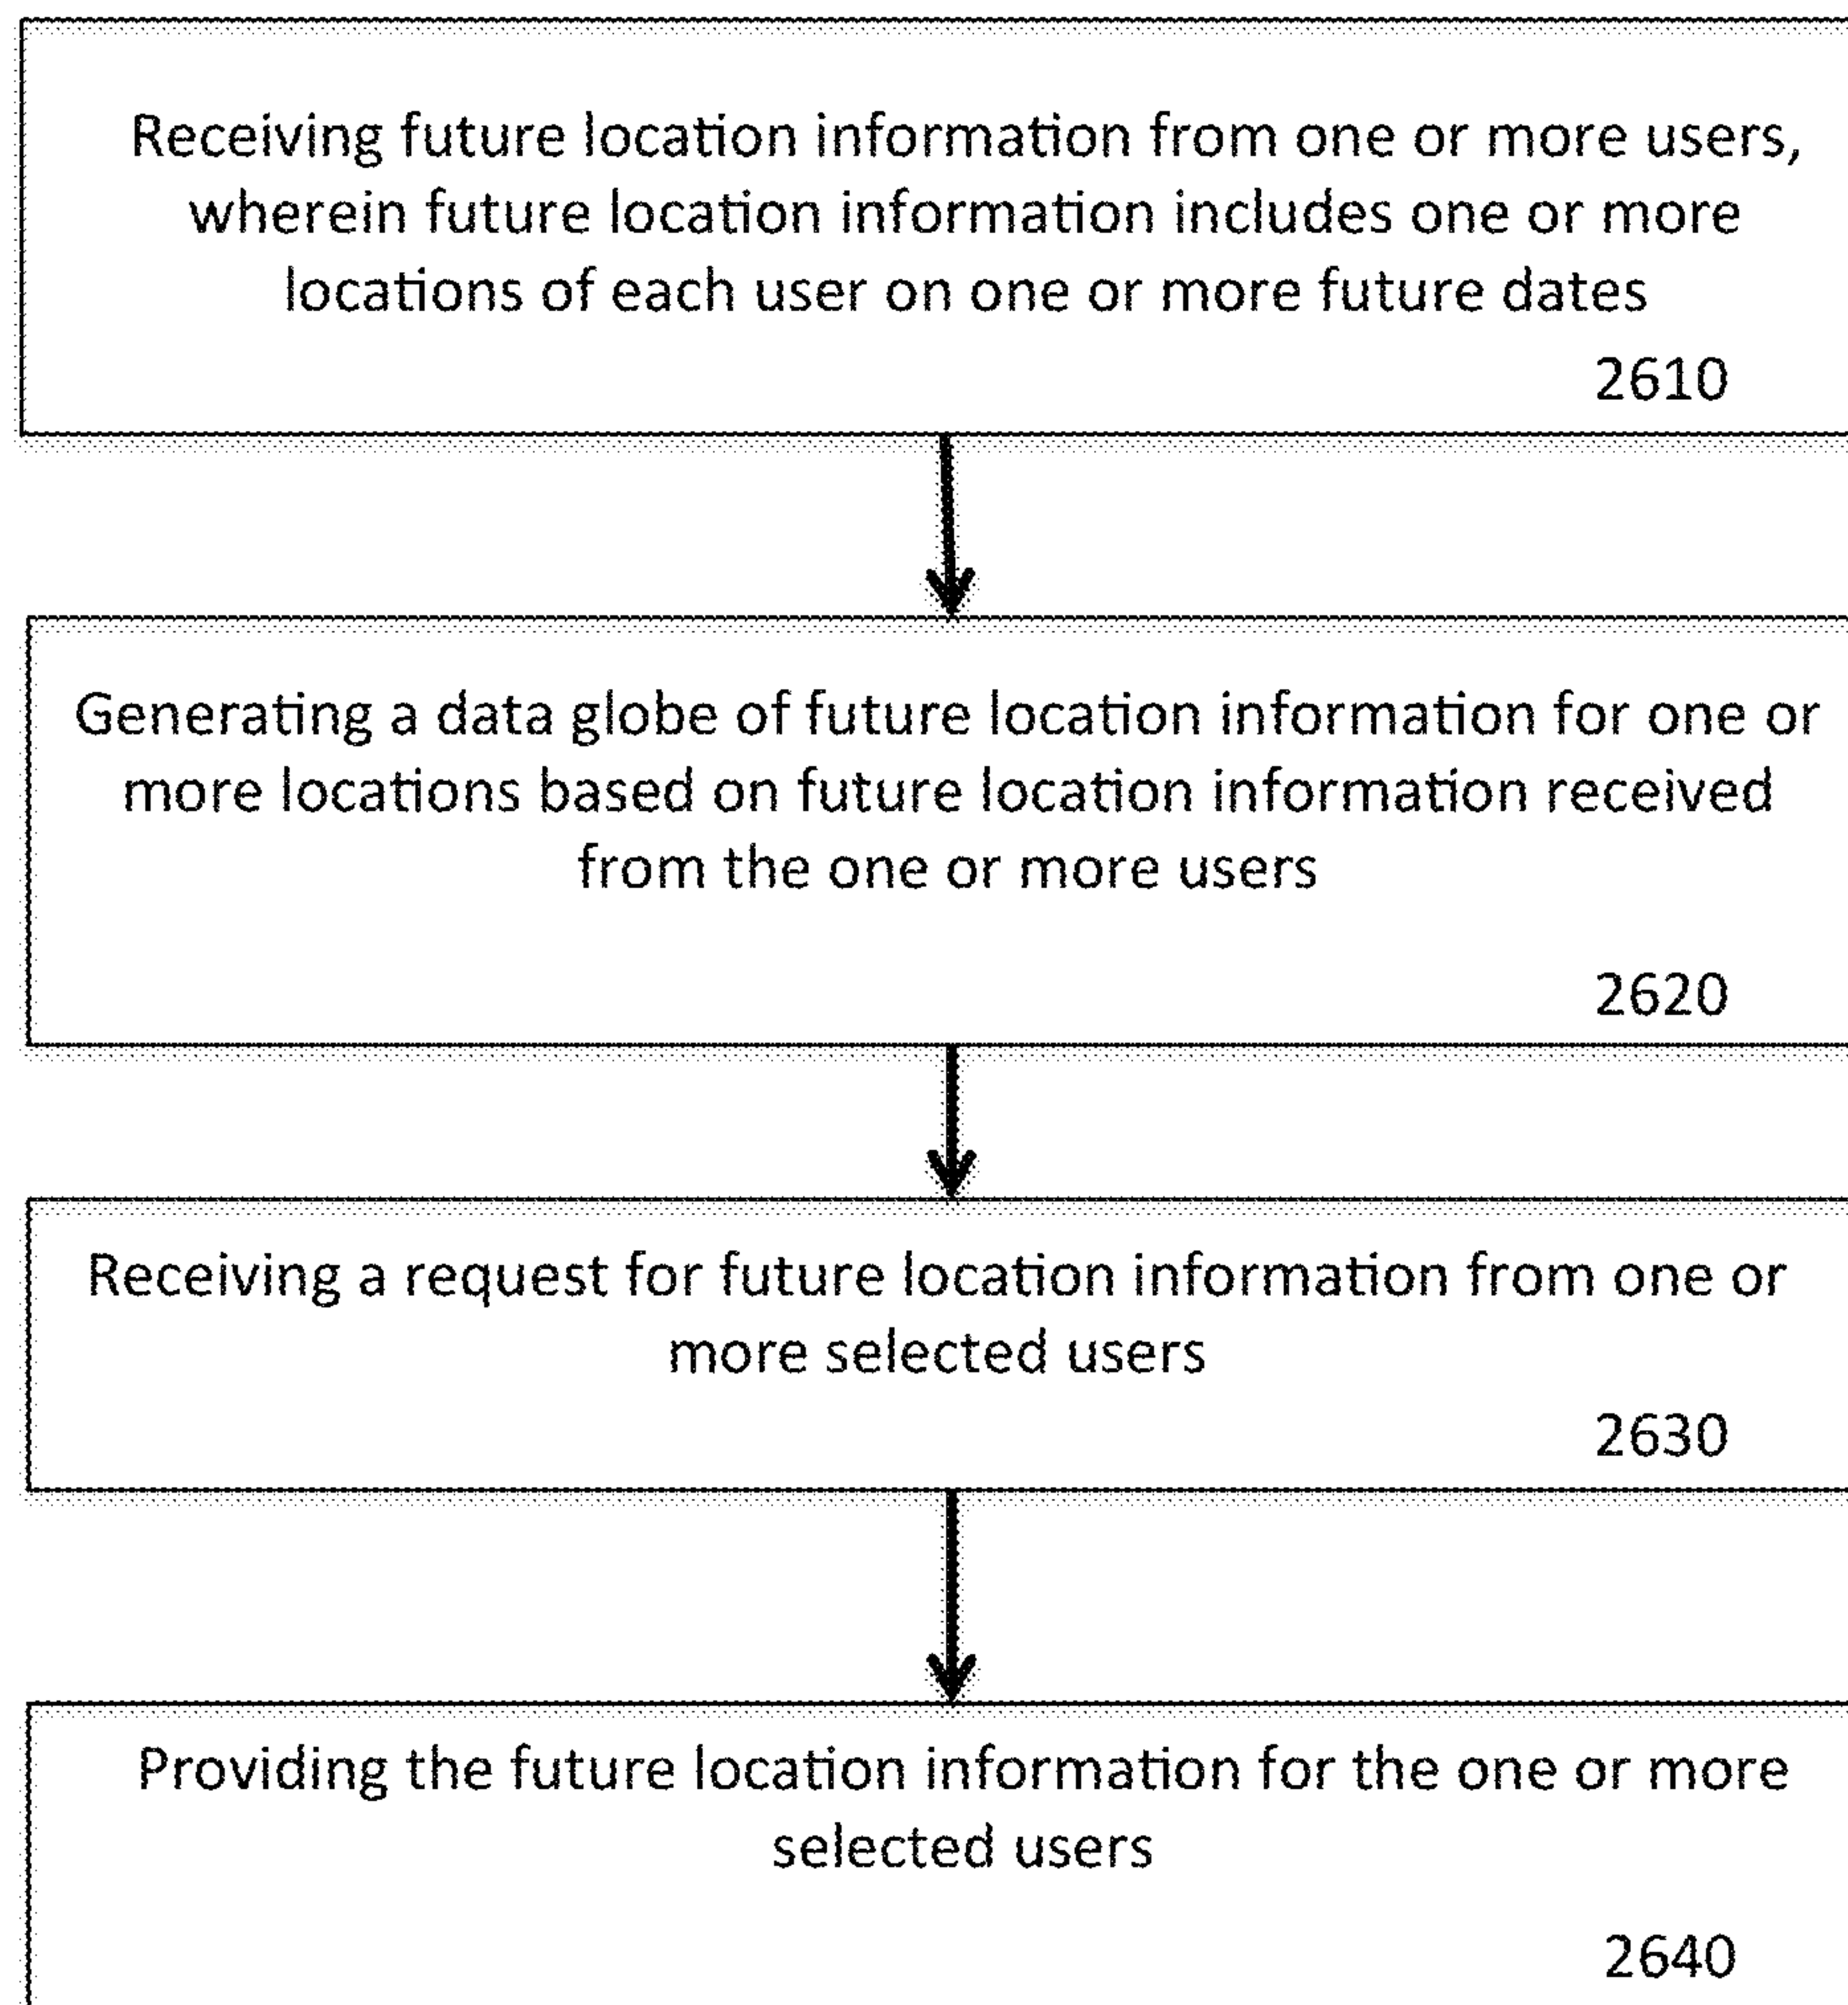 Receiving future location information from one or more users,
wherein future location information includes one or more
locations of each user on one or more future dates
2610
Generating a data globe of future location information for one or
more locations based on future location information received
from the one or more users
2620
Receiving a request for future location information from one or
more selected users
2630
Providing the future location information for the one or more
selected users
2640